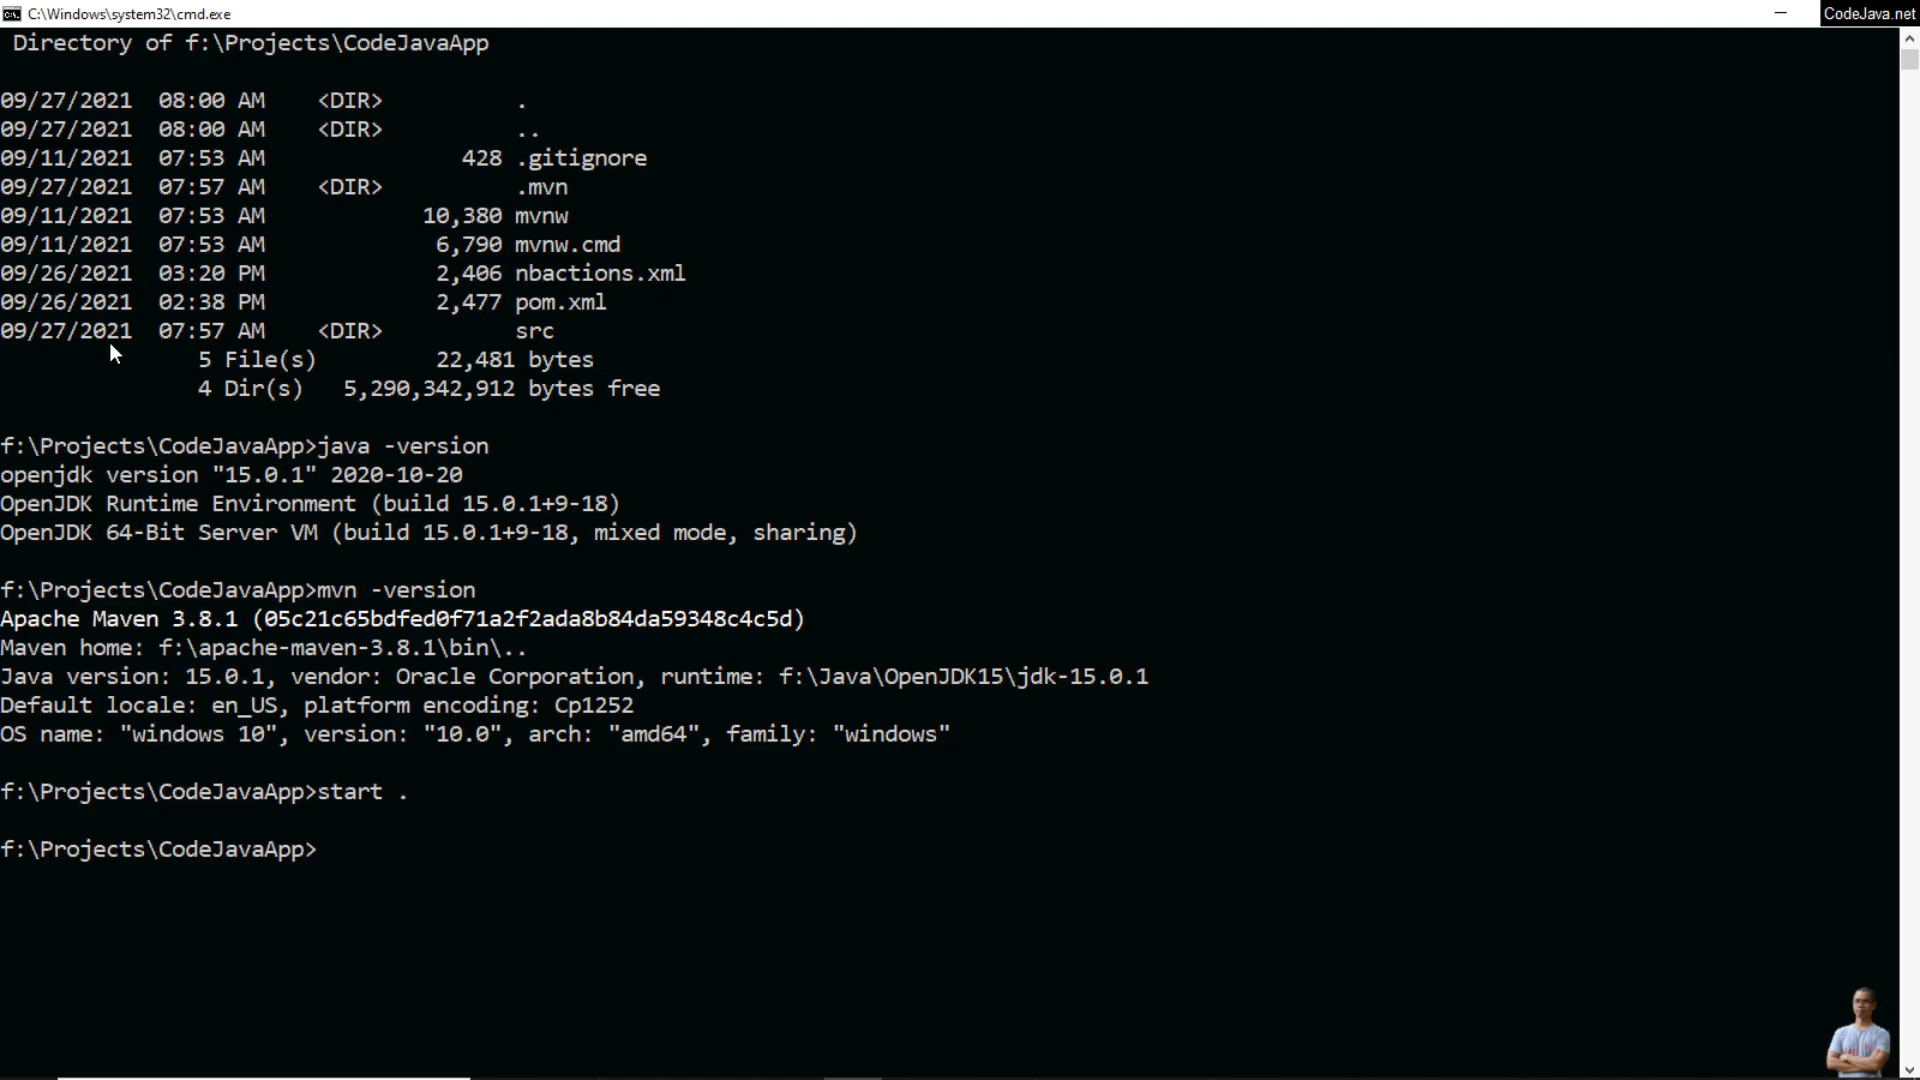 C:\Windows\system32\cmd.exe
CodeJava.net
Directory of f:\Projects\CodeJavaApp
09/27/2021  08:00 AM    <DIR>          .
09/27/2021  08:00 AM    <DIR>          ..
09/11/2021  07:53 AM               428 .gitignore
09/27/2021  07:57 AM    <DIR>          .mvn
09/11/2021  07:53 AM            10,380 mvnw
09/11/2021  07:53 AM             6,790 mvnw.cmd
09/26/2021  03:20 PM             2,406 nbactions.xml
09/26/2021  02:38 PM             2,477 pom.xml
09/27/2021  07:57 AM    <DIR>          src
5 File(s)         22,481 bytes
4 Dir(s)   5,290,342,912 bytes free
f:\Projects\CodeJavaApp>java -version
openjdk version "15.0.1" 2020-10-20
OpenJDK Runtime Environment (build 15.0.1+9-18)
OpenJDK 64-Bit Server VM (build 15.0.1+9-18, mixed mode, sharing)
f:\Projects\CodeJavaApp>mvn -version
Apache Maven 3.8.1 (05c21c65bdfed0f71a2f2ada8b84da59348c4c5d)
Maven home: f:\apache-maven-3.8.1\bin\..
Java version: 15.0.1, vendor: Oracle Corporation, runtime: f:\Java\OpenJDK15\jdk-15.0.1
Default locale: en_US, platform encoding: Cp1252
OS name: "windows 10", version: "10.0", arch: "amd64", family: "windows"
f:\Projects\CodeJavaApp>start .
f:\Projects\CodeJavaApp>